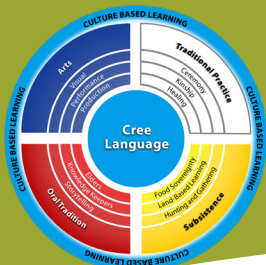 CULTURE BASED LEARNING
CULTURE BASED LEARNING
CULTURE BASED LEARNING
CULTURE BASED LEARNING
Arts
Visual
Performance
Production
Traditional Practice
Ceremony
Kinship
Healing
Cree
Language
Oral Tradition
Elders
Knowledge Keepers
Storytelling
Food Sovereignty
Land-Based Learning
Hunting and Gathering
Subsistence